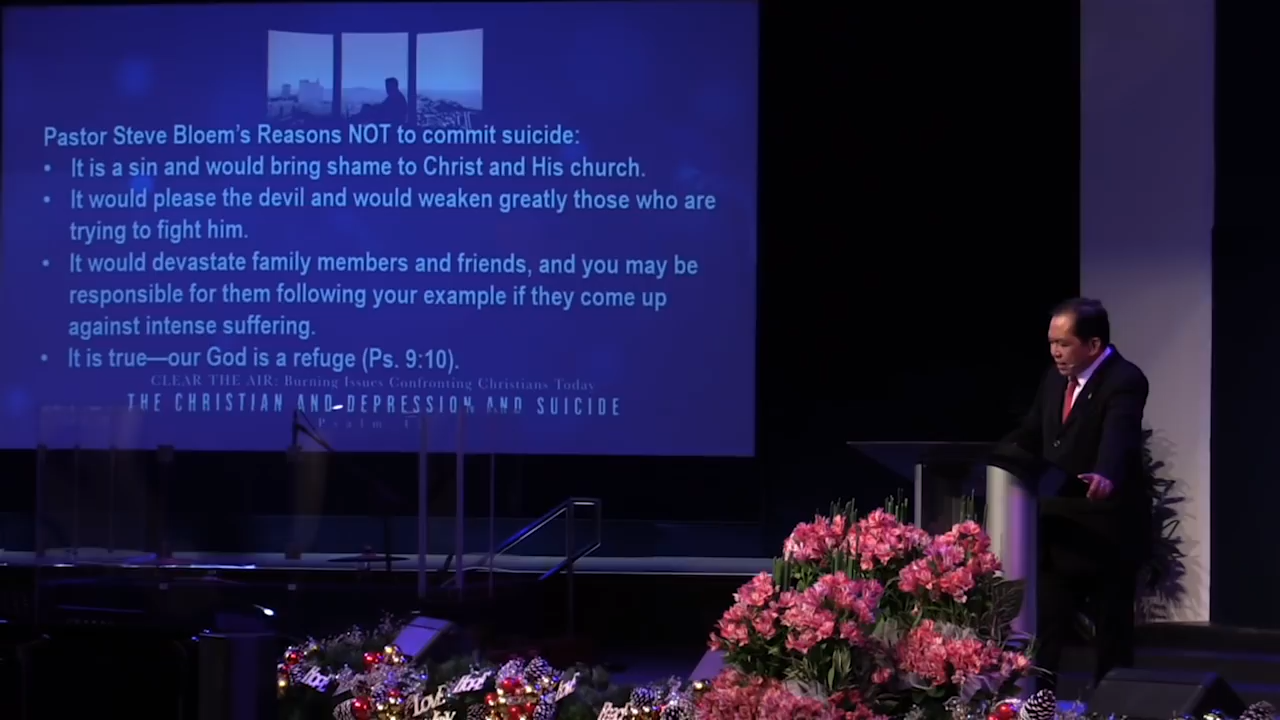 Pastor Steve Bloem's Reasons NOT to commit suicide:
• It is a sin and would bring shame to Christ and His church.
• It would please the devil and would weaken greatly those who are
trying to fight him.
• It would devastate family members and friends, and you may be
responsible for them following your example if they come up
against intense suffering.
• It is true—our God is a refuge (Ps. 9:10).
CLEAR THE AIR: Burning Issues Confronting Christians Today
THE CHRISTIAN AND DEPRESSION AND SUICIDE
Psalm
LOVE